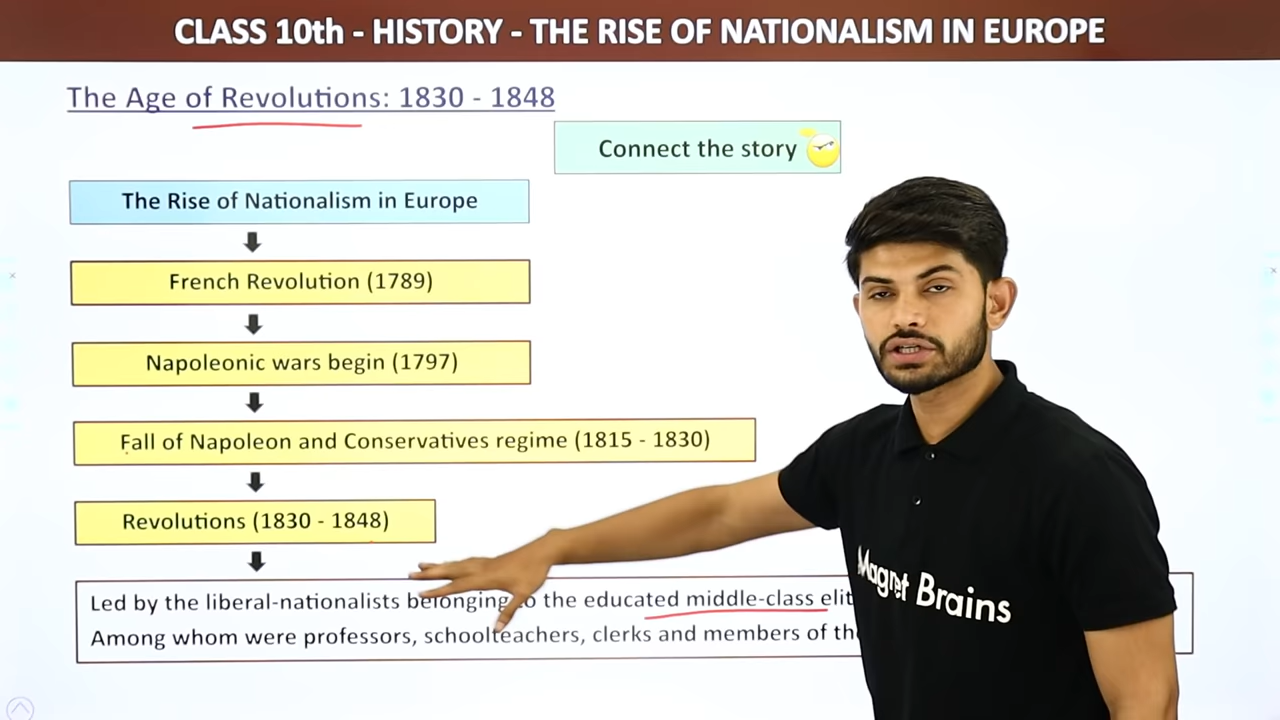 CLASS 10th - HISTORY - THE RISE OF NATIONALISM IN EUROPE
The Age of Revolutions: 1830 - 1848
Connect the story
The Rise of Nationalism in Europe
French Revolution (1789)
Napoleonic wars begin (1797)
Fall of Napoleon and Conservatives regime (1815 - 1830)
Revolutions (1830 - 1848)
Led by the liberal-nationalists belonging to the educated middle-class
Among whom were professors, schoolteachers, clerks and members of
Magnet Brains